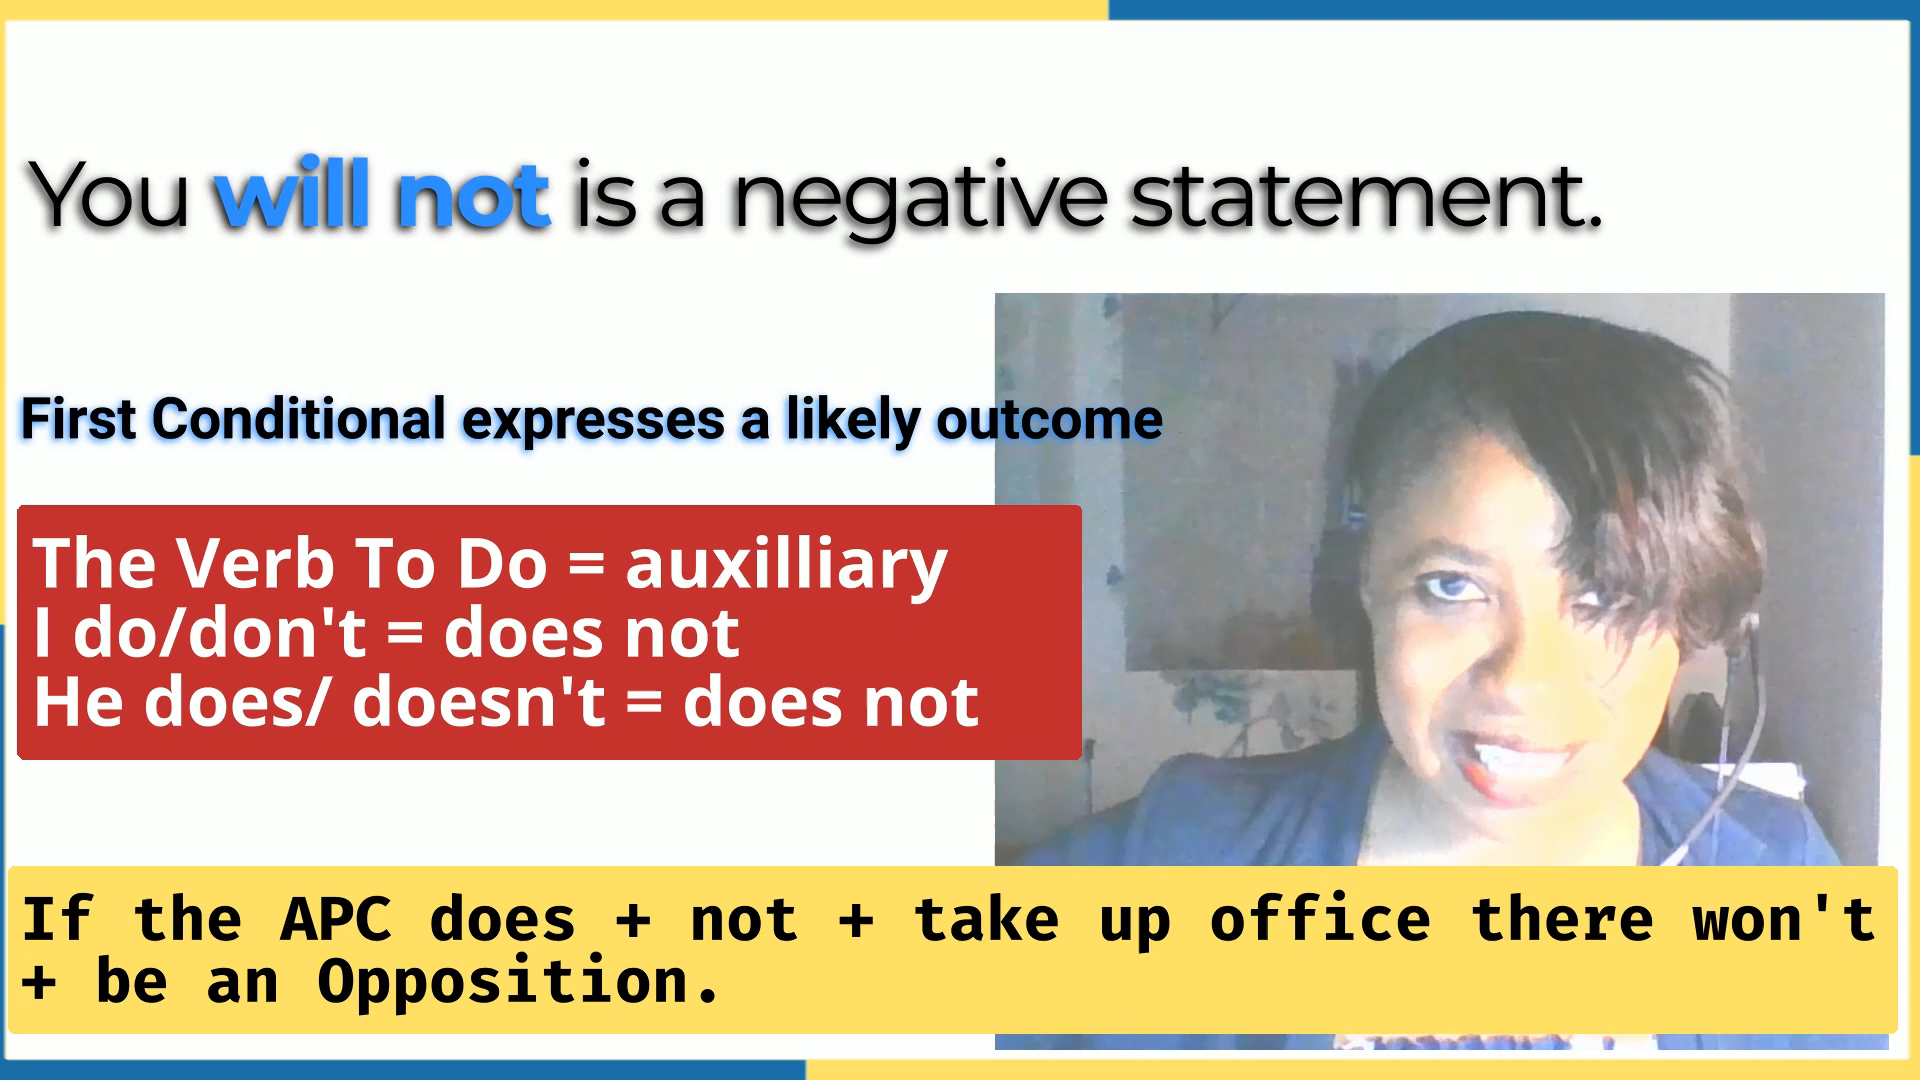 You will not is a negative statement.
First Conditional expresses a likely outcome
The Verb To Do = auxilliary
I do/don't = does not
He does/ doesn't = does not
If the APC does + not + take up office there won't
+ be an Opposition.